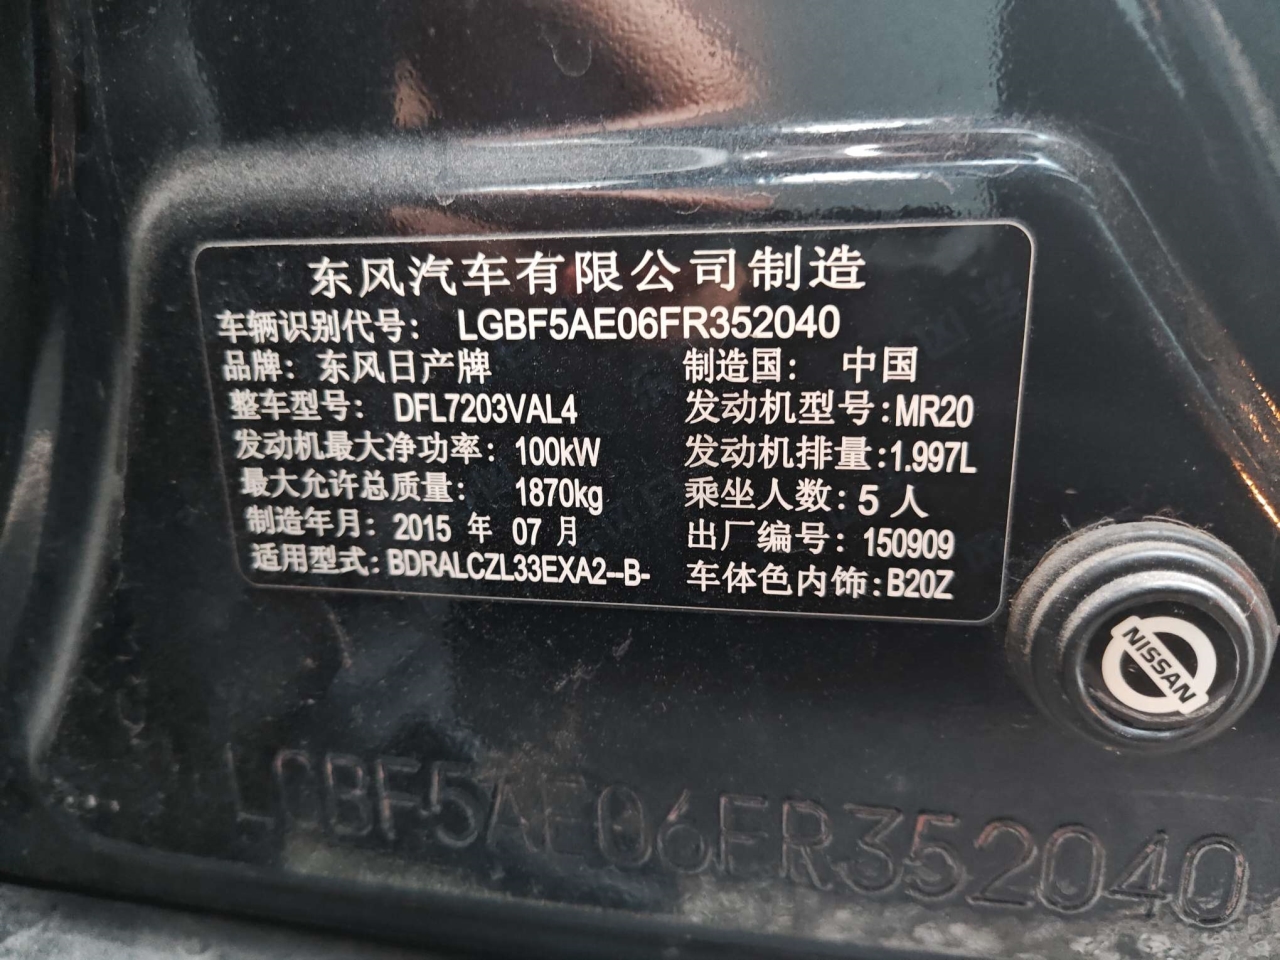 东风汽车有限公司制造
车辆识别代号: LGBF5AE06FR352040
品牌: 东风日产牌 制造国: 中国
整车型号: DFL7203VAL4 发动机型号:MR20
发动机最大净功率: 100kW 发动机排量:1.997L
最大允许总质量: 1870kg 乘坐人数: 5 人
制造年月: 2015 年 07 月 出厂编号: 150909
适用型式: BDRALCZL33EXA2--B- 车体色内饰: B20Z
NISSAN
LGBF5AE06FR352040